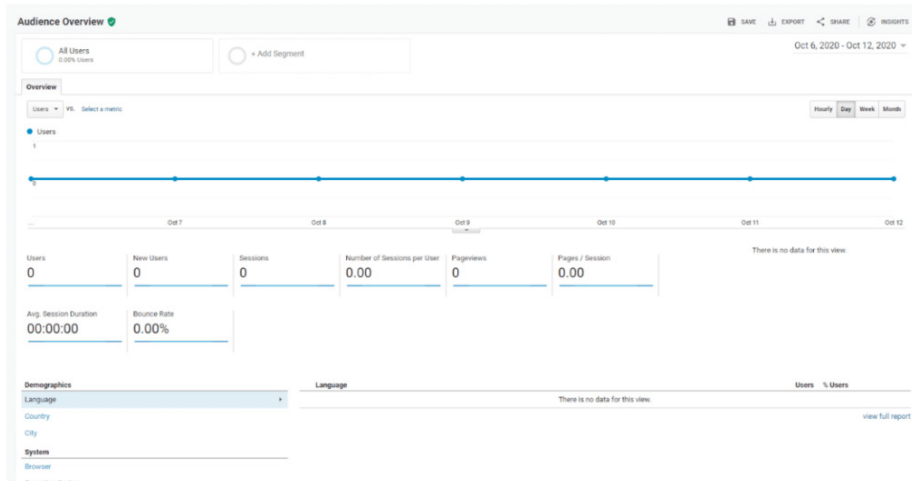 Audience Overview
SAVE EXPORT SHARE INSIGHTS
All Users
0.00% Users
+ Add Segment
Oct 6, 2020 - Oct 12, 2020
Overview
Users VS. Select a metric
Hourly Day Week Month
Users
1
0
... Oct 7 Oct 8 Oct 9 Oct 10 Oct 11 Oct 12
There is no data for this view.
Users New Users Sessions Number of Sessions per User Pageviews Pages / Session
0 0 0 0.00 0 0.00
Avg. Session Duration Bounce Rate
00:00:00 0.00%
Demographics
Language
Country
City
System
Browser
Language Users % Users
There is no data for this view.
view full report